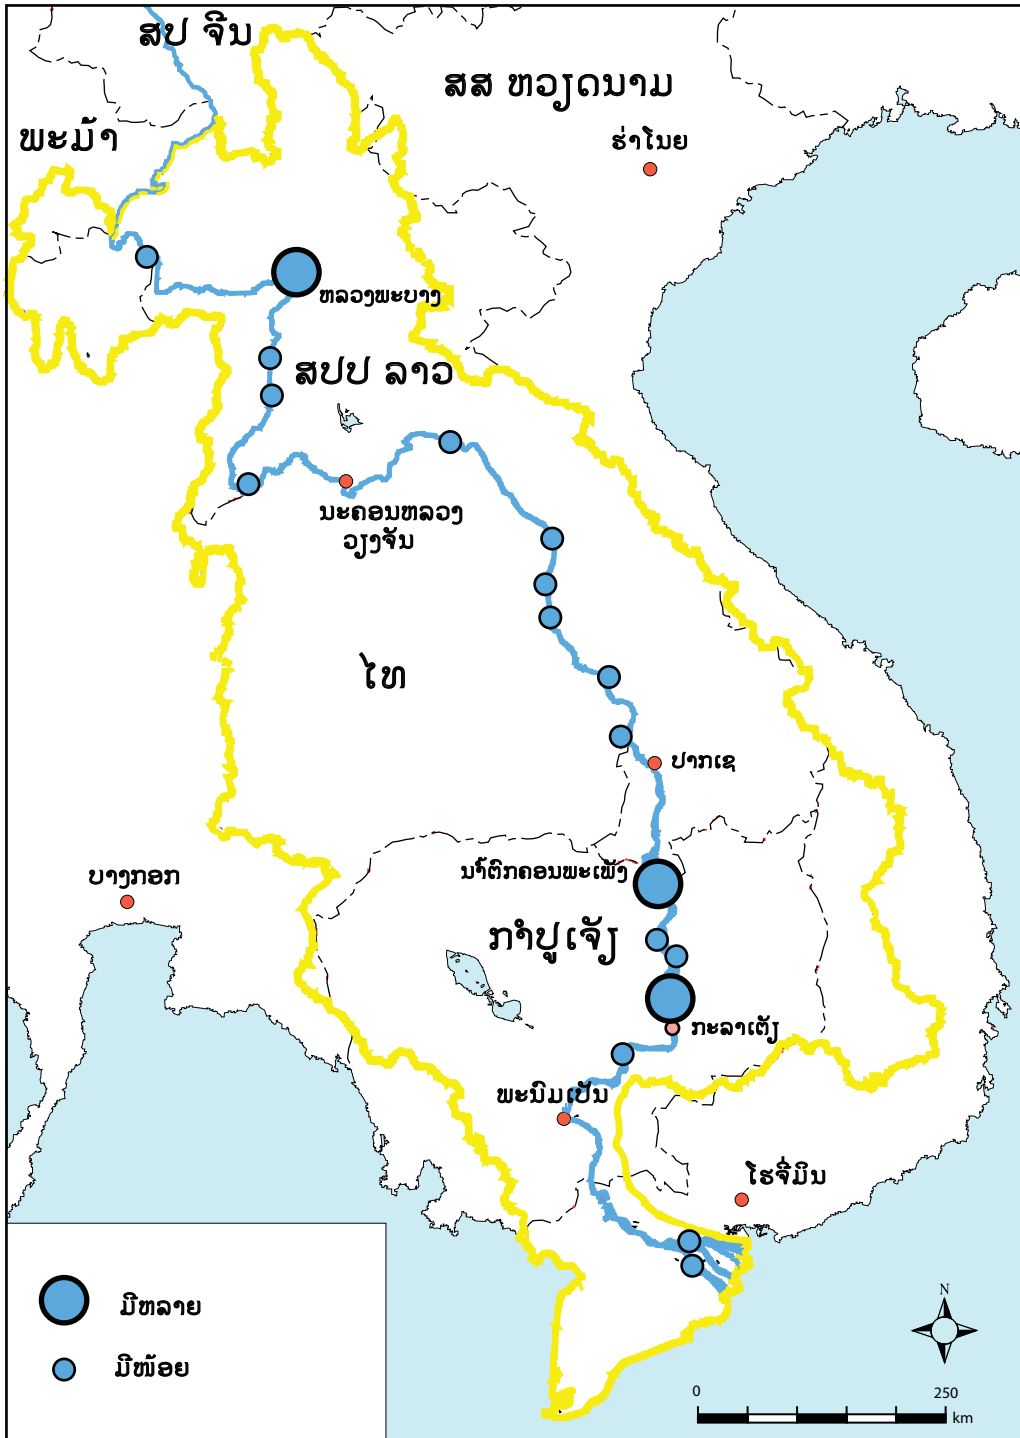 ສປ ຈີນ
ສສ ຫວຽດນາມ
ພະມ້າ
ຮ່າໂນຍ
ຫລວງພະບາງ
ສປປ ລາວ
ນະຄອນຫລວງ
ວຽງຈັນ
ໄທ
ປາກເຊ
ນ້ຳຕົກຄອນພະເພັງ
ບາງກອກ
ກຳປູເຈັຽ
ກະລາເຕັຽ
ພະນົມເປັນ
ໂຮຈີ່ມິນ
ມີຫລາຍ
ມີໜ້ອຍ
N
0 250
km